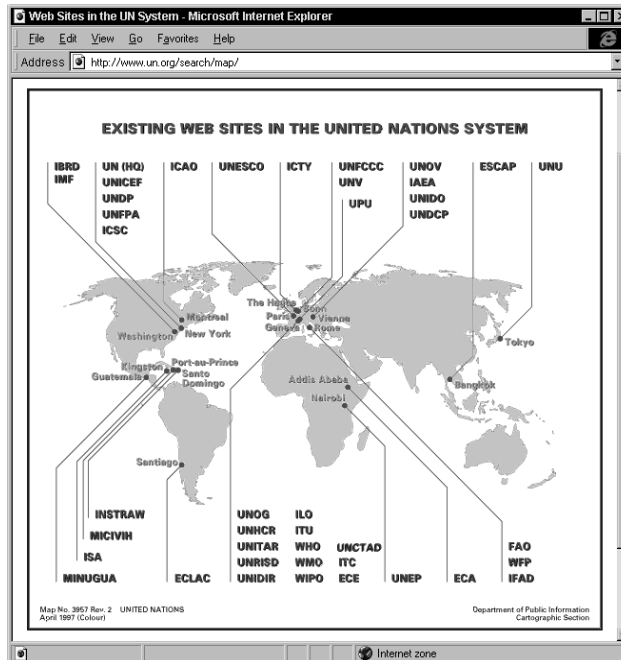 Web Sites in the UN System - Microsoft Internet Explorer
File Edit View Go Favorites Help
Address http://www.un.org/search/map/
EXISTING WEB SITES IN THE UNITED NATIONS SYSTEM
IBRD
IMF
UN (HQ)
UNICEF
UNDP
UNFPA
ICSC
ICAO
UNESCO
ICTY
UNFCCC
UNV
UPU
UNOV
IAEA
UNIDO
UNDCP
ESCAP
UNU
Montreal
Washington
New York
The Hague
Bonn
Paris
Vienna
Geneva
Rome
Tokyo
Kingston
Port-au-Prince
Guatemala
Santo
Domingo
Addis Ababa
Nairobi
Bangkok
Santiago
INSTRAW
MICIVIH
ISA
MINUGUA
ECLAC
UNOG
UNHCR
UNITAR
UNRISD
UNIDIR
ILO
ITU
WHO
WMO
WIPO
UNCTAD
ITC
ECE
UNEP
ECA
FAO
WFP
IFAD
Map No. 3957 Rev. 2 UNITED NATIONS
April 1997 (Colour)
Department of Public Information
Cartographic Section
Internet zone